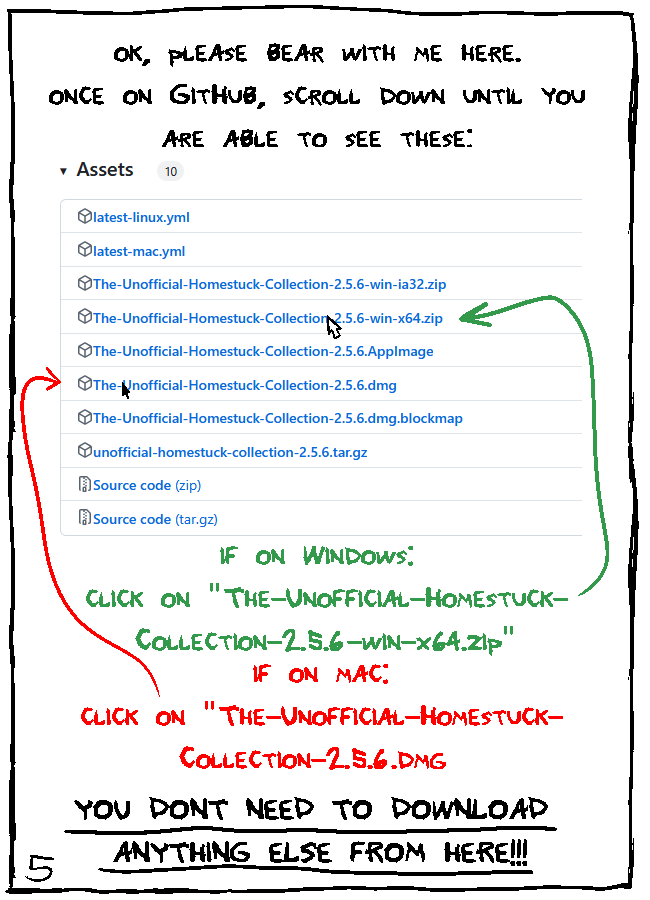 OK, PLEASE BEAR WITH ME HERE.
ONCE ON GITHUB, SCROLL DOWN UNTIL YOU
ARE ABLE TO SEE THESE:
Assets 10
latest-linux.yml
latest-mac.yml
The-Unofficial-Homestuck-Collection-2.5.6-win-ia32.zip
The-Unofficial-Homestuck-Collection-2.5.6-win-x64.zip
The-Unofficial-Homestuck-Collection-2.5.6.AppImage
The-Unofficial-Homestuck-Collection-2.5.6.dmg
The-Unofficial-Homestuck-Collection-2.5.6.dmg.blockmap
unofficial-homestuck-collection-2.5.6.tar.gz
Source code (zip)
Source code (tar.gz)
IF ON WINDOWS:
CLICK ON "THE-UNOFFICIAL-HOMESTUCK-
COLLECTION-2.5.6-WIN-X64.ZIP"
IF ON MAC:
CLICK ON "THE-UNOFFICIAL-HOMESTUCK-
COLLECTION-2.5.6.DMG
YOU DONT NEED TO DOWNLOAD
ANYTHING ELSE FROM HERE!!!
5